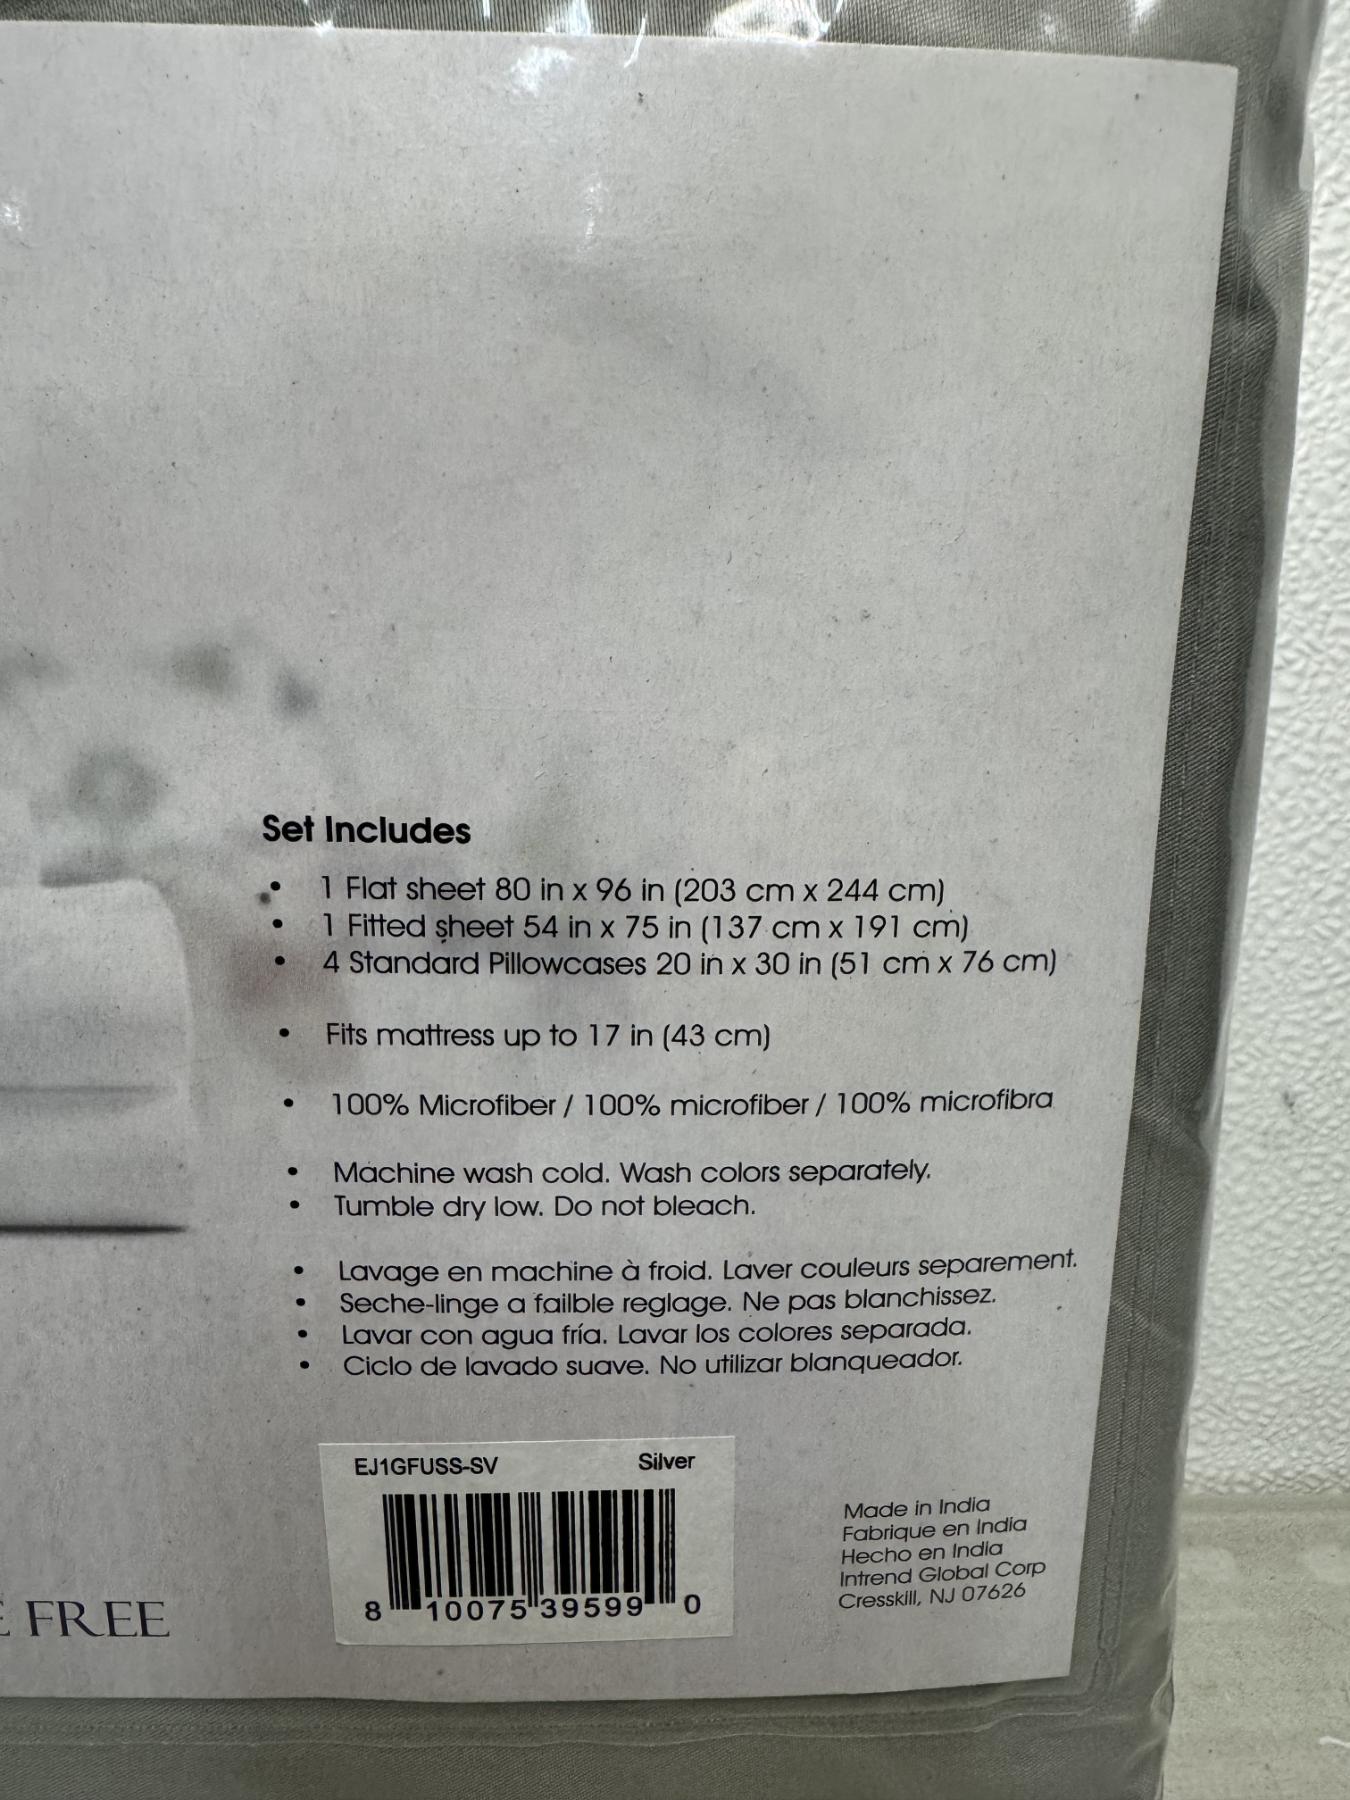 Set Includes
• 1 Flat sheet 80 in x 96 in (203 cm x 244 cm)
• 1 Fitted sheet 54 in x 75 in (137 cm x 191 cm)
• 4 Standard Pillowcases 20 in x 30 in (51 cm x 76 cm)
• Fits mattress up to 17 in (43 cm)
• 100% Microfiber / 100% microfiber / 100% microfibra
• Machine wash cold. Wash colors separately.
• Tumble dry low. Do not bleach.
• Lavage en machine à froid. Laver couleurs separement.
• Seche-linge a failble reglage. Ne pas blanchissez.
• Lavar con agua fría. Lavar los colores separada.
• Ciclo de lavado suave. No utilizar blanqueador.
EJ1GFUSS-SV Silver
8 10075 39599 0
Made in India
Fabrique en India
Hecho en India
Intrend Global Corp
Cresskill, NJ 07626
FREE